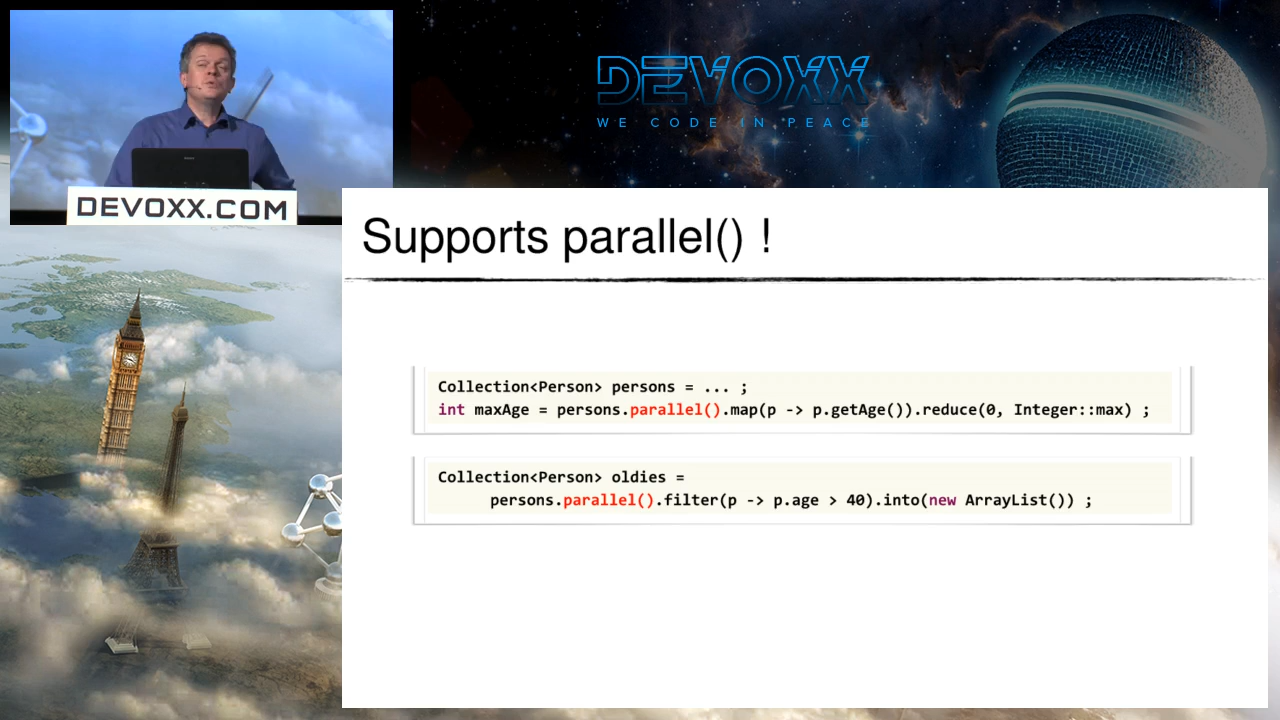 DEVOXX
WE CODE IN PEACE
DEVOXX.COM
Supports parallel() !
Collection<Person> persons = ... ;
int maxAge = persons.parallel().map(p -> p.getAge()).reduce(0, Integer::max) ;
Collection<Person> oldies =
persons.parallel().filter(p -> p.age > 40).into(new ArrayList()) ;